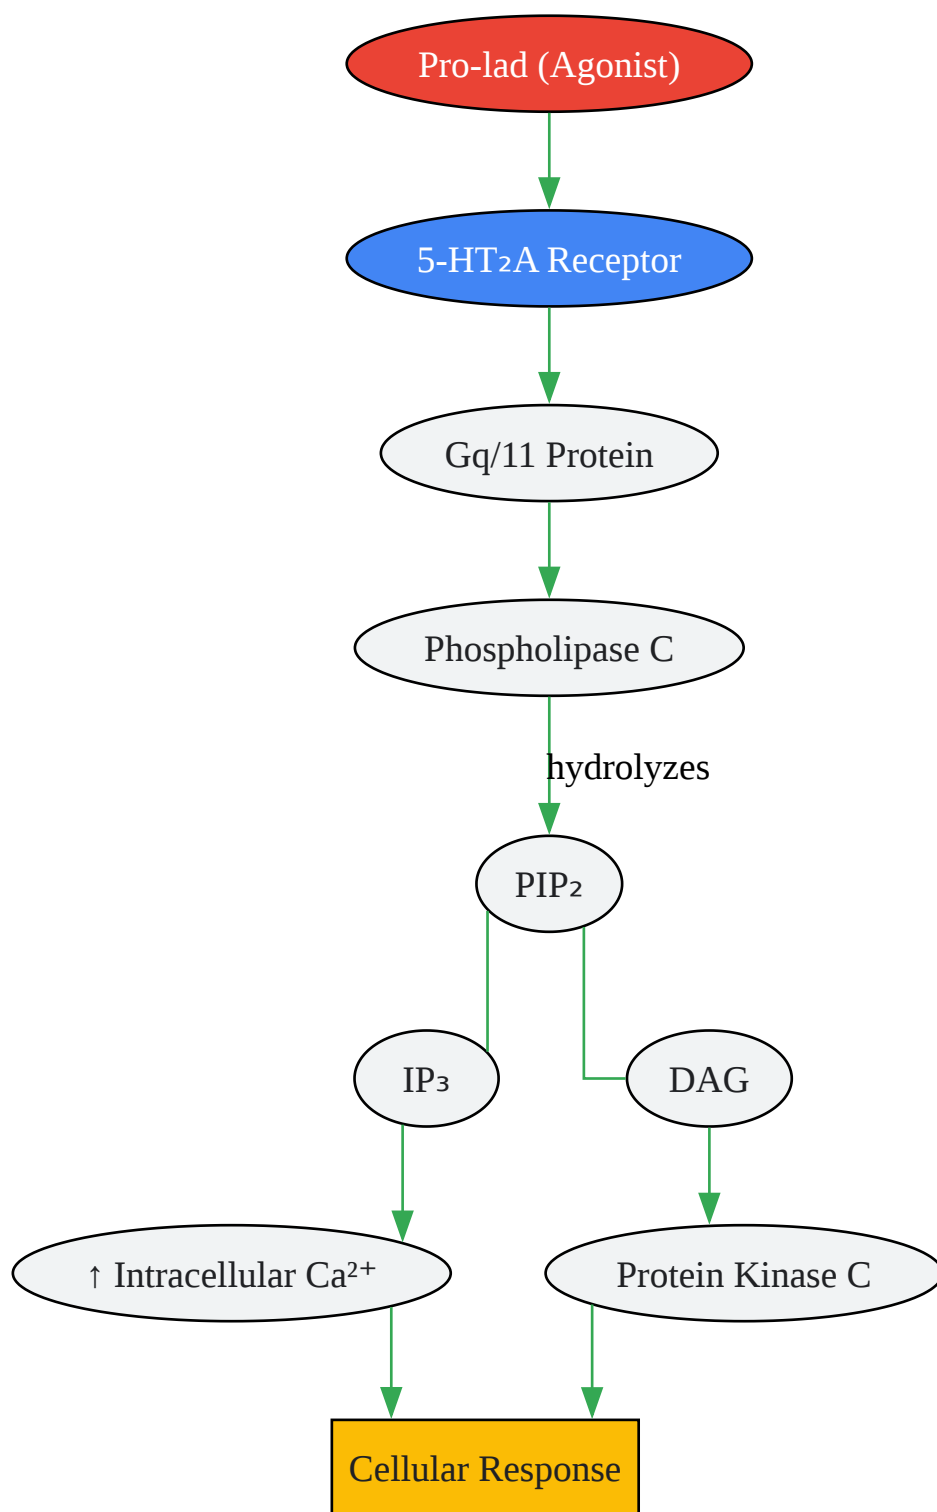 Pro-lad (Agonist)
5-HT₂A Receptor
Gq/11 Protein
Phospholipase C
hydrolyzes
PIP₂
IP₃
DAG
↑ Intracellular Ca²⁺
Protein Kinase C
Cellular Response